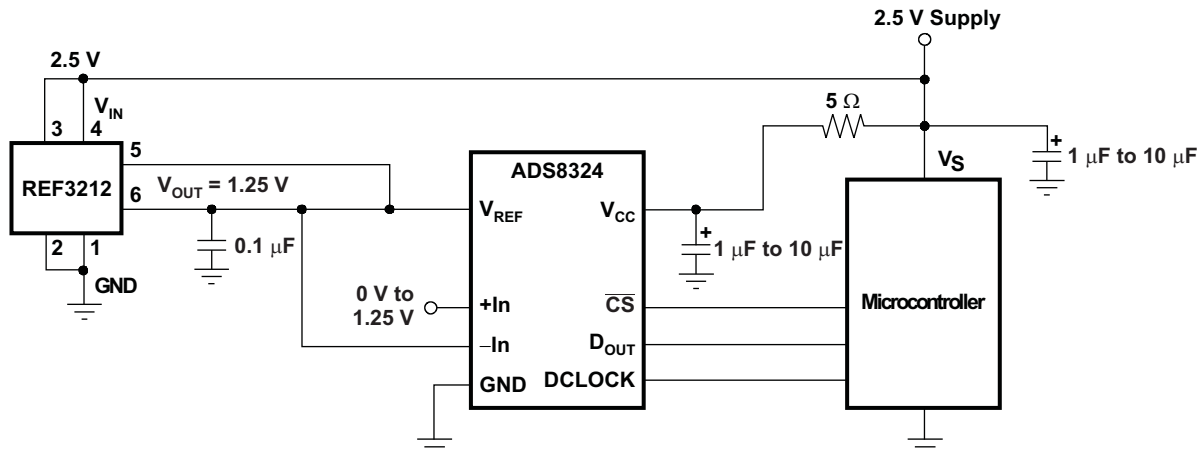 2.5 V Supply
2.5 V
V_IN
3
4
5 Ω
5
6
REF3212
V_OUT = 1.25 V
2
1
GND
0.1 μF
ADS8324
V_REF
V_CC
0 V to
1.25 V
+In
–In
GND
C̅S̅
D_OUT
DCLOCK
+
1 μF to 10 μF
V_S
+
1 μF to 10 μF
Microcontroller